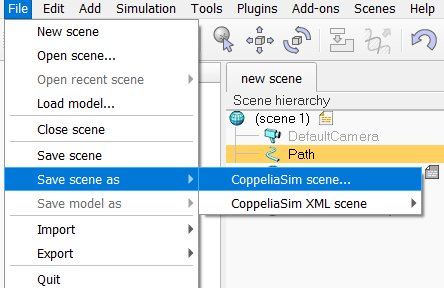 File Edit Add Simulation Tools Plugins Add-ons Scenes Help
New scene
Open scene...
Open recent scene
Load model...
Close scene
Save scene
Save scene as
Save model as
Import
Export
Quit
CoppeliaSim scene...
CoppeliaSim XML scene
new scene
Scene hierarchy
(scene 1)
DefaultCamera
Path